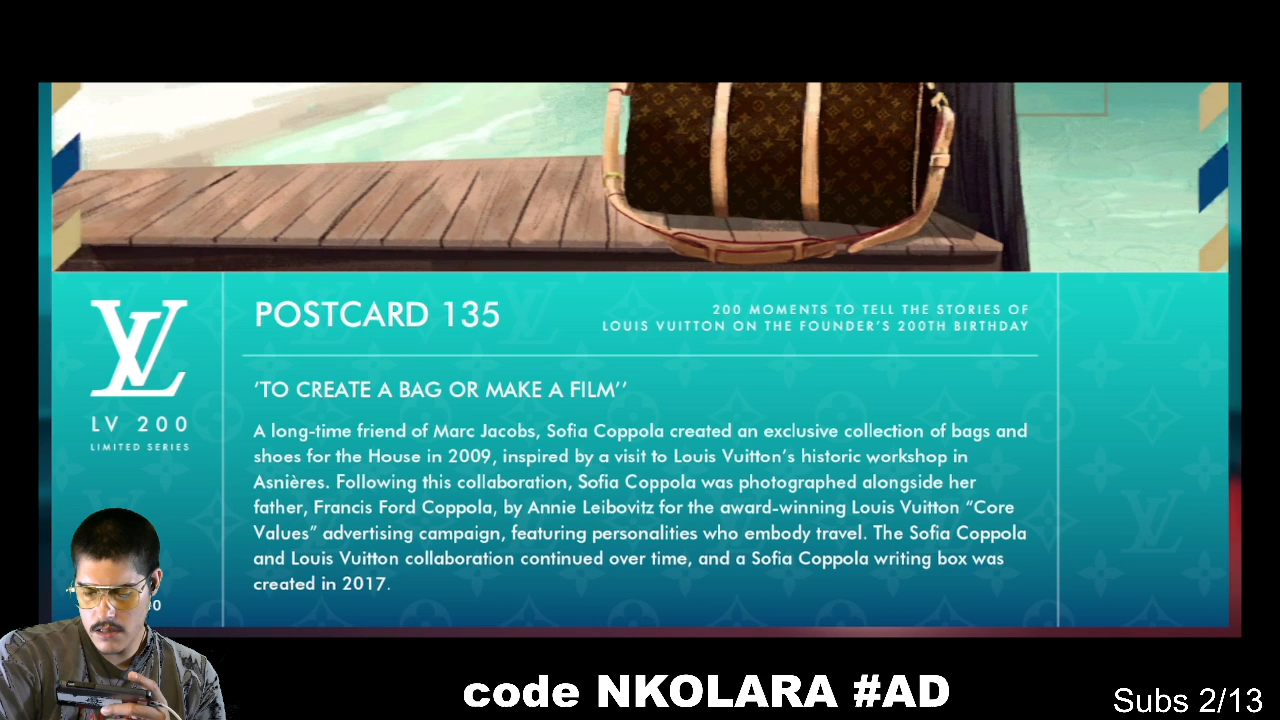 POSTCARD 135
200 MOMENTS TO TELL THE STORIES OF
LOUIS VUITTON ON THE FOUNDER'S 200TH BIRTHDAY
LV
LV 200
LIMITED SERIES
'TO CREATE A BAG OR MAKE A FILM''
A long-time friend of Marc Jacobs, Sofia Coppola created an exclusive collection of bags and
shoes for the House in 2009, inspired by a visit to Louis Vuitton's historic workshop in
Asnières. Following this collaboration, Sofia Coppola was photographed alongside her
father, Francis Ford Coppola, by Annie Leibovitz for the award-winning Louis Vuitton “Core
Values” advertising campaign, featuring personalities who embody travel. The Sofia Coppola
and Louis Vuitton collaboration continued over time, and a Sofia Coppola writing box was
created in 2017.
code NKOLARA #AD
Subs 2/13